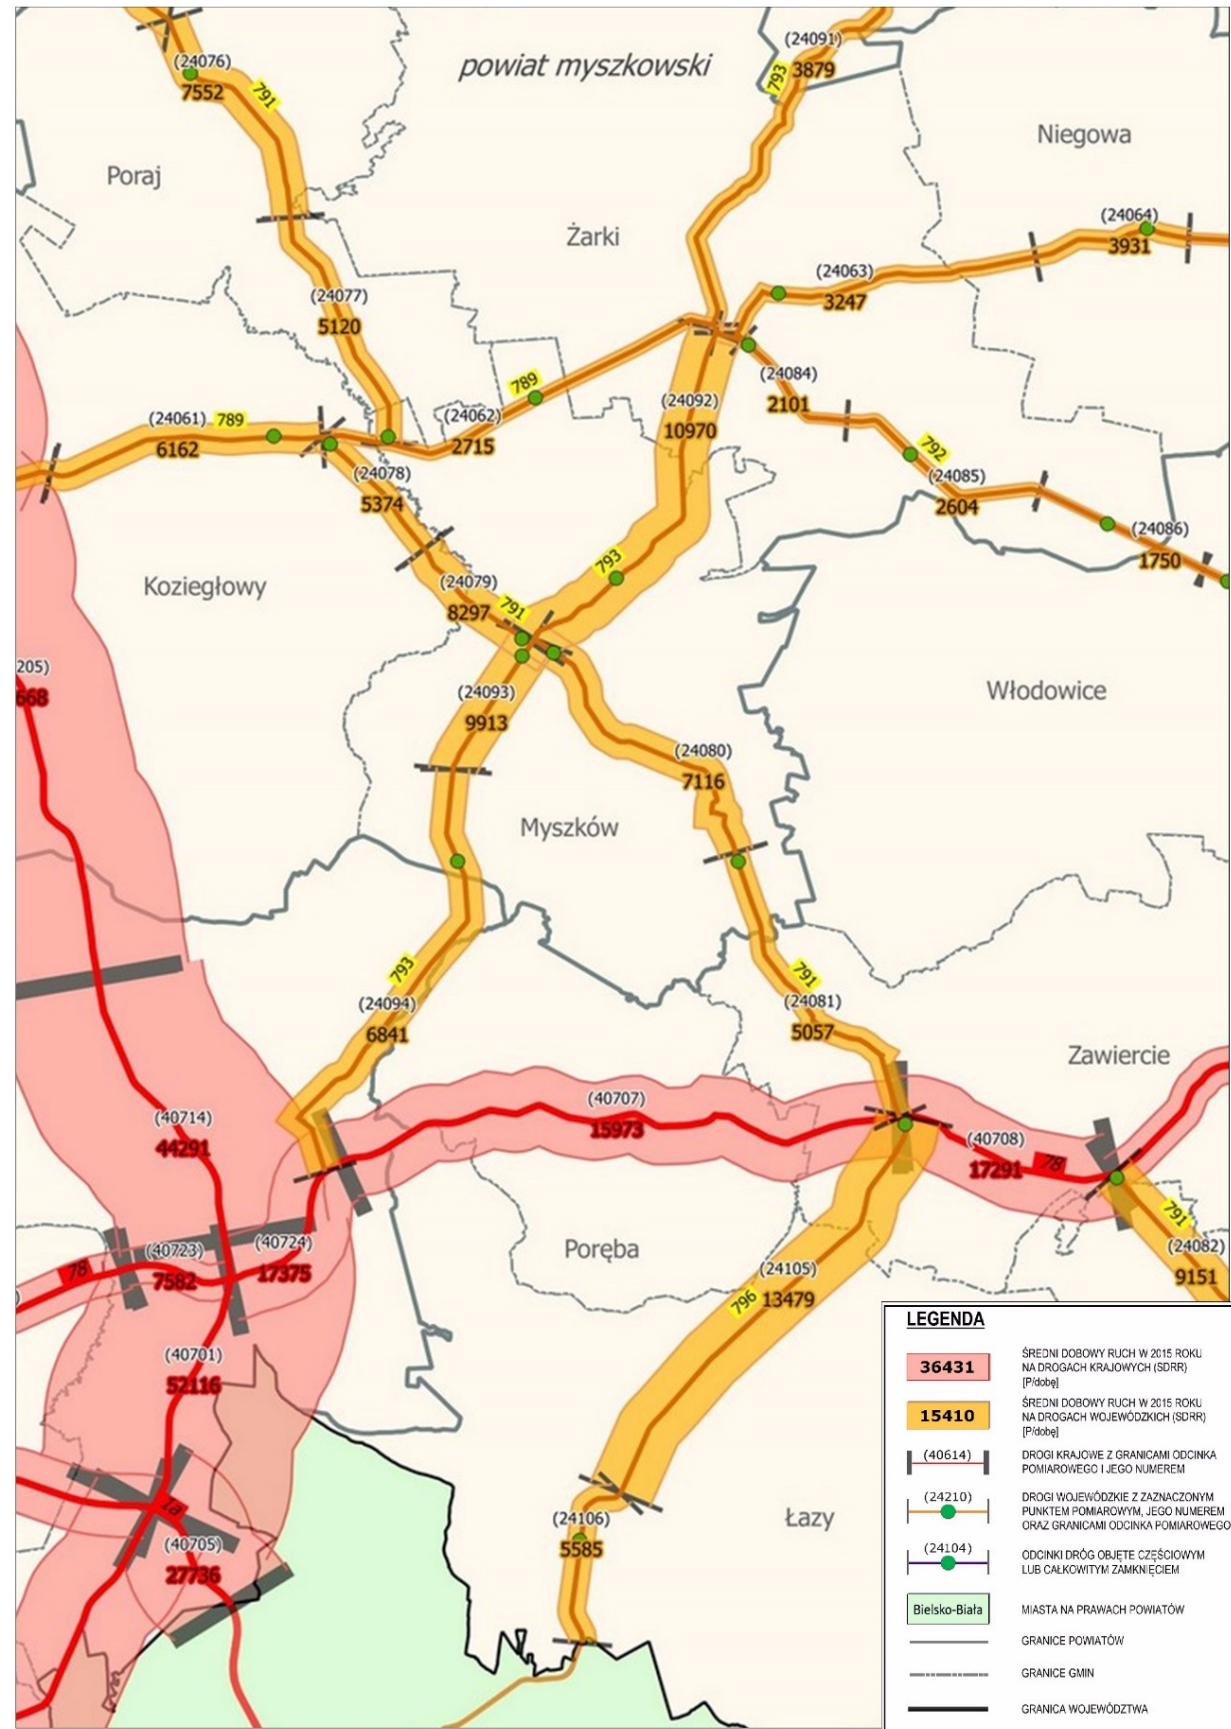 (24091)
3879
793
powiat myszkowski
(24076)
7552
791
Niegowa
Poraj
Żarki
(24064)
3931
(24063)
3247
(24077)
5120
(24084)
2101
789
(24061) 789
6162
(24062)
2715
(24092)
10970
792
(24085)
2604
(24078)
5374
(24086)
1750
793
Koziegłowy
(24079)
8297
791
205)
668
(24093)
9913
Włodowice
(24080)
7116
Myszków
793
791
(24094)
6841
(24081)
5057
Zawiercie
(40707)
15973
(40714)
44291
(40708)
17291
78
791
(24082)
9151
(40723)
7582
78
(40724)
17375
Poręba
(24105)
13479
796
(40701)
52116
1a
(40705)
27736
(24106)
5585
Łazy
LEGENDA
36431
ŚREDNI DOBOWY RUCH W 2015 ROKU
NA DROGACH KRAJOWYCH (SDRR)
[P/dobę]
15410
ŚREDNI DOBOWY RUCH W 2015 ROKU
NA DROGACH WOJEWÓDZKICH (SDRR)
[P/dobę]
(40614)
DROGI KRAJOWE Z GRANICAMI ODCINKA
POMIAROWEGO I JEGO NUMEREM
(24210)
DROGI WOJEWÓDZKIE Z ZAZNACZONYM
PUNKTEM POMIAROWYM, JEGO NUMEREM
ORAZ GRANICAMI ODCINKA POMIAROWEGO
(24104)
ODCINKI DRÓG OBJĘTE CZĘŚCIOWYM
LUB CAŁKOWITYM ZAMKNIĘCIEM
Bielsko-Biała
MIASTA NA PRAWACH POWIATÓW
GRANICE POWIATÓW
GRANICE GMIN
GRANICA WOJEWÓDZTWA